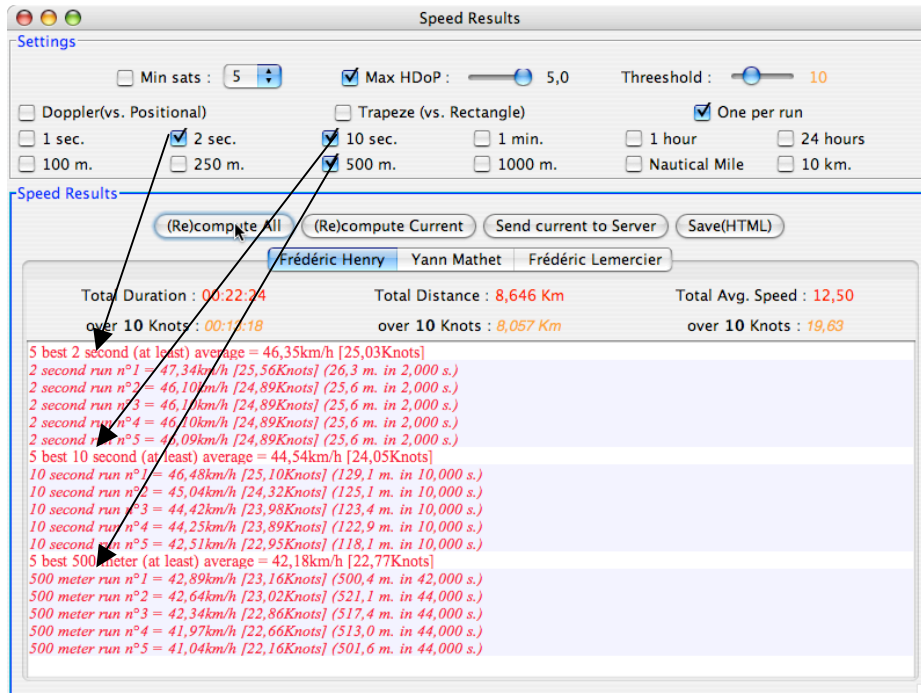 Speed Results
Settings
Min sats : 5 Max HDoP : 5,0 Threeshold : 10
Doppler(vs. Positional) Trapeze (vs. Rectangle) One per run
1 sec. 2 sec. 10 sec. 1 min. 1 hour 24 hours
100 m. 250 m. 500 m. 1000 m. Nautical Mile 10 km.
Speed Results
(Re)compute All (Re)compute Current Send current to Server Save(HTML)
Frédéric Henry Yann Mathet Frédéric Lemercier
Total Duration : 00:22:24 Total Distance : 8,646 Km Total Avg. Speed : 12,50
over 10 Knots : 00:13:18 over 10 Knots : 8,057 Km over 10 Knots : 19,63
5 best 2 second (at least) average = 46,35km/h [25,03Knots]
2 second run n°1 = 47,34km/h [25,56Knots] (26,3 m. in 2,000 s.)
2 second run n°2 = 46,10km/h [24,89Knots] (25,6 m. in 2,000 s.)
2 second run n°3 = 46,10km/h [24,89Knots] (25,6 m. in 2,000 s.)
2 second run n°4 = 46,10km/h [24,89Knots] (25,6 m. in 2,000 s.)
2 second run n°5 = 46,09km/h [24,89Knots] (25,6 m. in 2,000 s.)
5 best 10 second (at least) average = 44,54km/h [24,05Knots]
10 second run n°1 = 46,48km/h [25,10Knots] (129,1 m. in 10,000 s.)
10 second run n°2 = 45,04km/h [24,32Knots] (125,1 m. in 10,000 s.)
10 second run n°3 = 44,42km/h [23,98Knots] (123,4 m. in 10,000 s.)
10 second run n°4 = 44,25km/h [23,89Knots] (122,9 m. in 10,000 s.)
10 second run n°5 = 42,51km/h [22,95Knots] (118,1 m. in 10,000 s.)
5 best 500 meter (at least) average = 42,18km/h [22,77Knots]
500 meter run n°1 = 42,89km/h [23,16Knots] (500,4 m. in 42,000 s.)
500 meter run n°2 = 42,64km/h [23,02Knots] (521,1 m. in 44,000 s.)
500 meter run n°3 = 42,34km/h [22,86Knots] (517,4 m. in 44,000 s.)
500 meter run n°4 = 41,97km/h [22,66Knots] (513,0 m. in 44,000 s.)
500 meter run n°5 = 41,04km/h [22,16Knots] (501,6 m. in 44,000 s.)